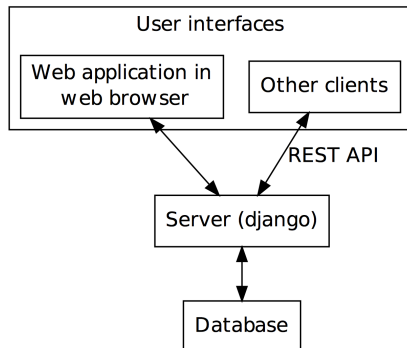 User interfaces
Web application in
web browser
Other clients
REST API
Server (django)
Database